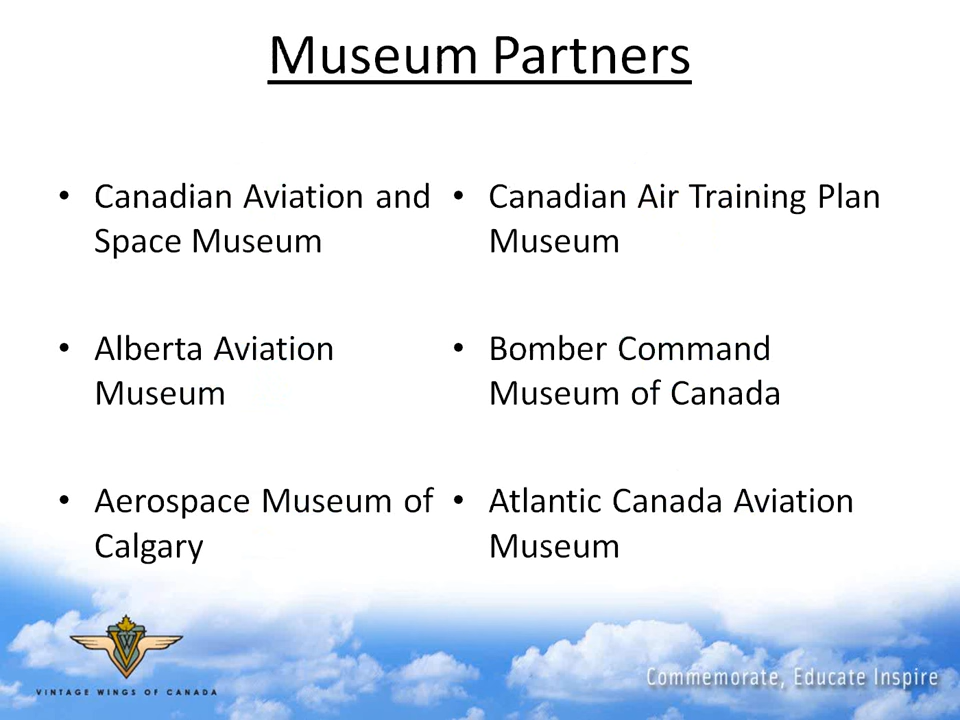 Museum Partners
• Canadian Aviation and
Space Museum
• Alberta Aviation
Museum
• Aerospace Museum of
Calgary
• Canadian Air Training Plan
Museum
• Bomber Command
Museum of Canada
• Atlantic Canada Aviation
Museum
VW
VINTAGE WINGS OF CANADA
Commemorate, Educate Inspire